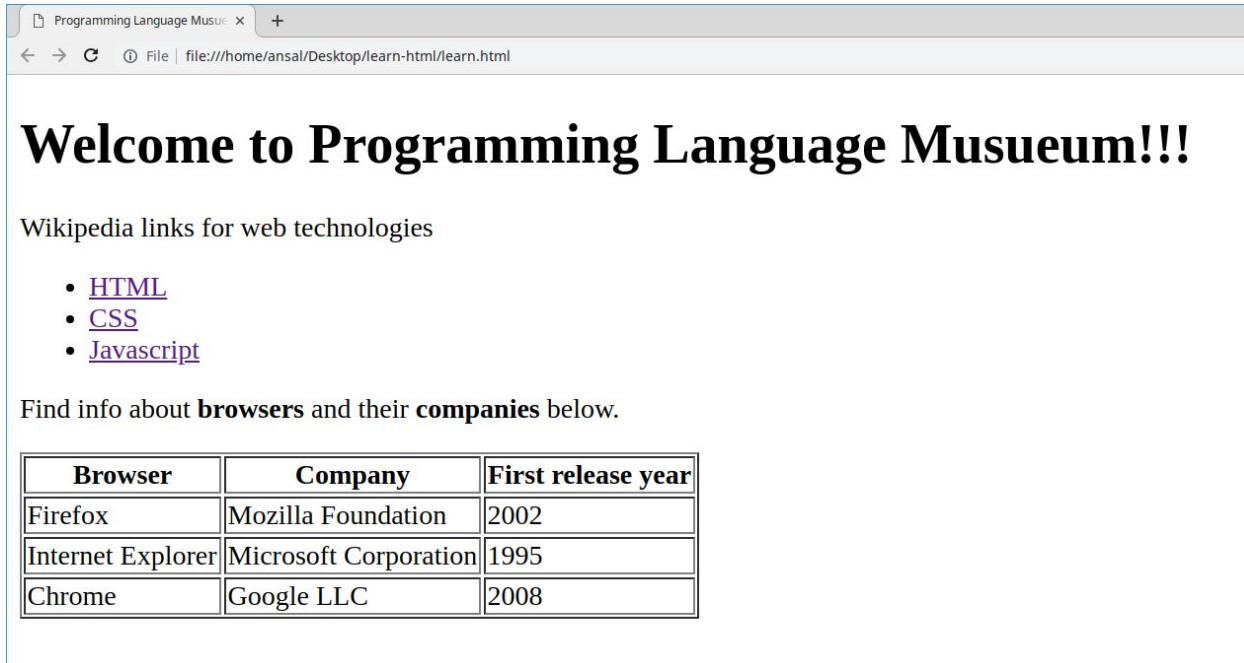 Programming Language Musue
File | file:///home/ansal/Desktop/learn-html/learn.html
Welcome to Programming Language Musueum!!!
Wikipedia links for web technologies
HTML
CSS
Javascript
Find info about browsers and their companies below.
Browser Company First release year
Firefox Mozilla Foundation 2002
Internet Explorer Microsoft Corporation 1995
Chrome Google LLC 2008